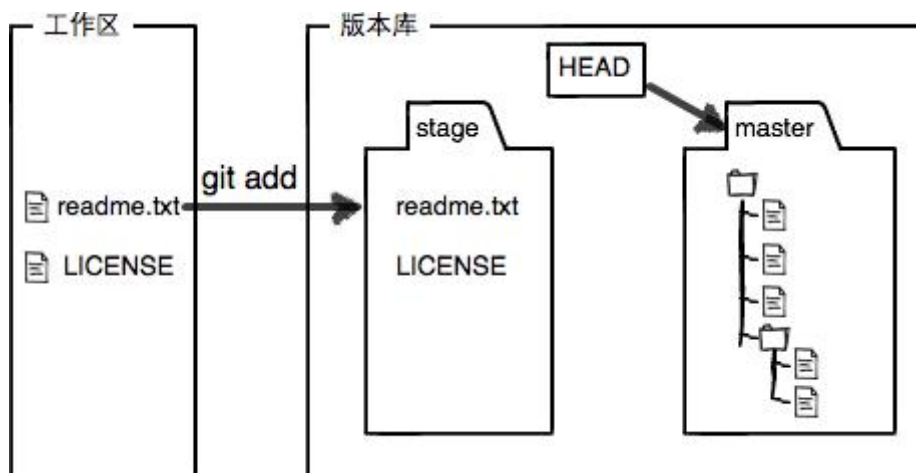 工作区
版本库
HEAD
stage
master
git add
readme.txt
readme.txt
LICENSE
LICENSE